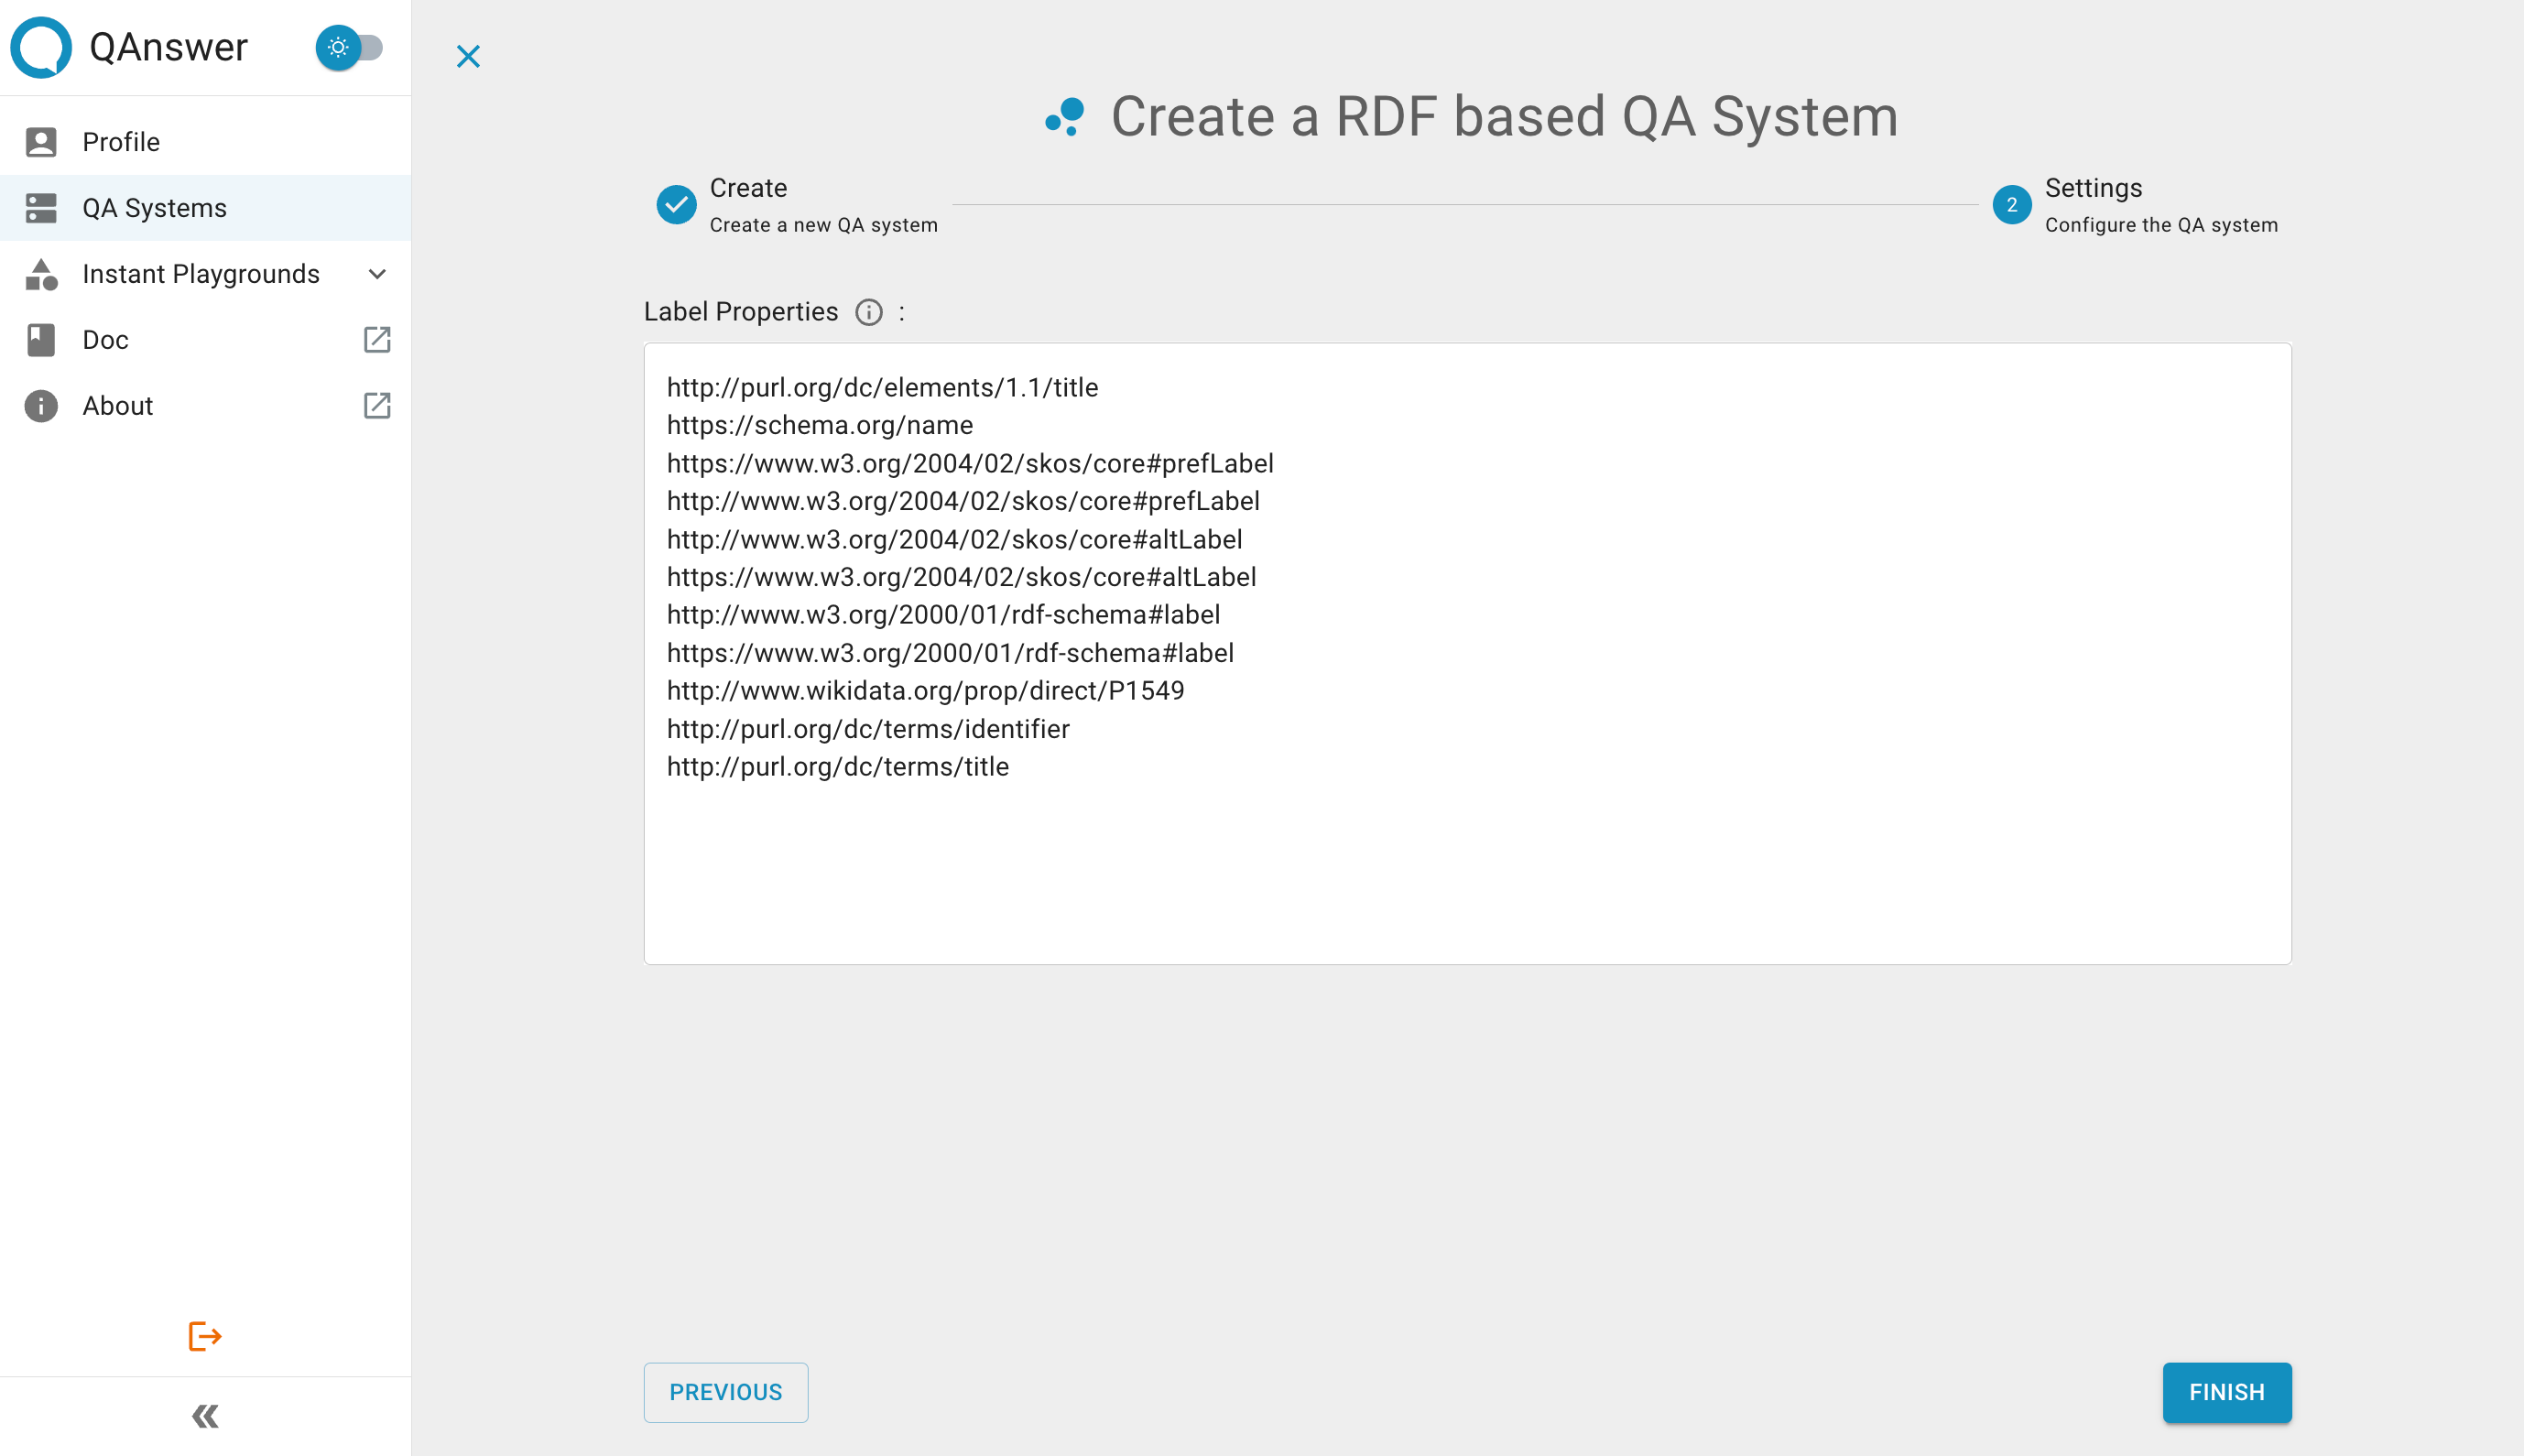 QAnswer
Profile
QA Systems
Instant Playgrounds
Doc
About
Create a RDF based QA System
Create
Create a new QA system
2
Settings
Configure the QA system
Label Properties :
http://purl.org/dc/elements/1.1/title
https://schema.org/name
https://www.w3.org/2004/02/skos/core#prefLabel
http://www.w3.org/2004/02/skos/core#prefLabel
http://www.w3.org/2004/02/skos/core#altLabel
https://www.w3.org/2004/02/skos/core#altLabel
http://www.w3.org/2000/01/rdf-schema#label
https://www.w3.org/2000/01/rdf-schema#label
http://www.wikidata.org/prop/direct/P1549
http://purl.org/dc/terms/identifier
http://purl.org/dc/terms/title
PREVIOUS
FINISH